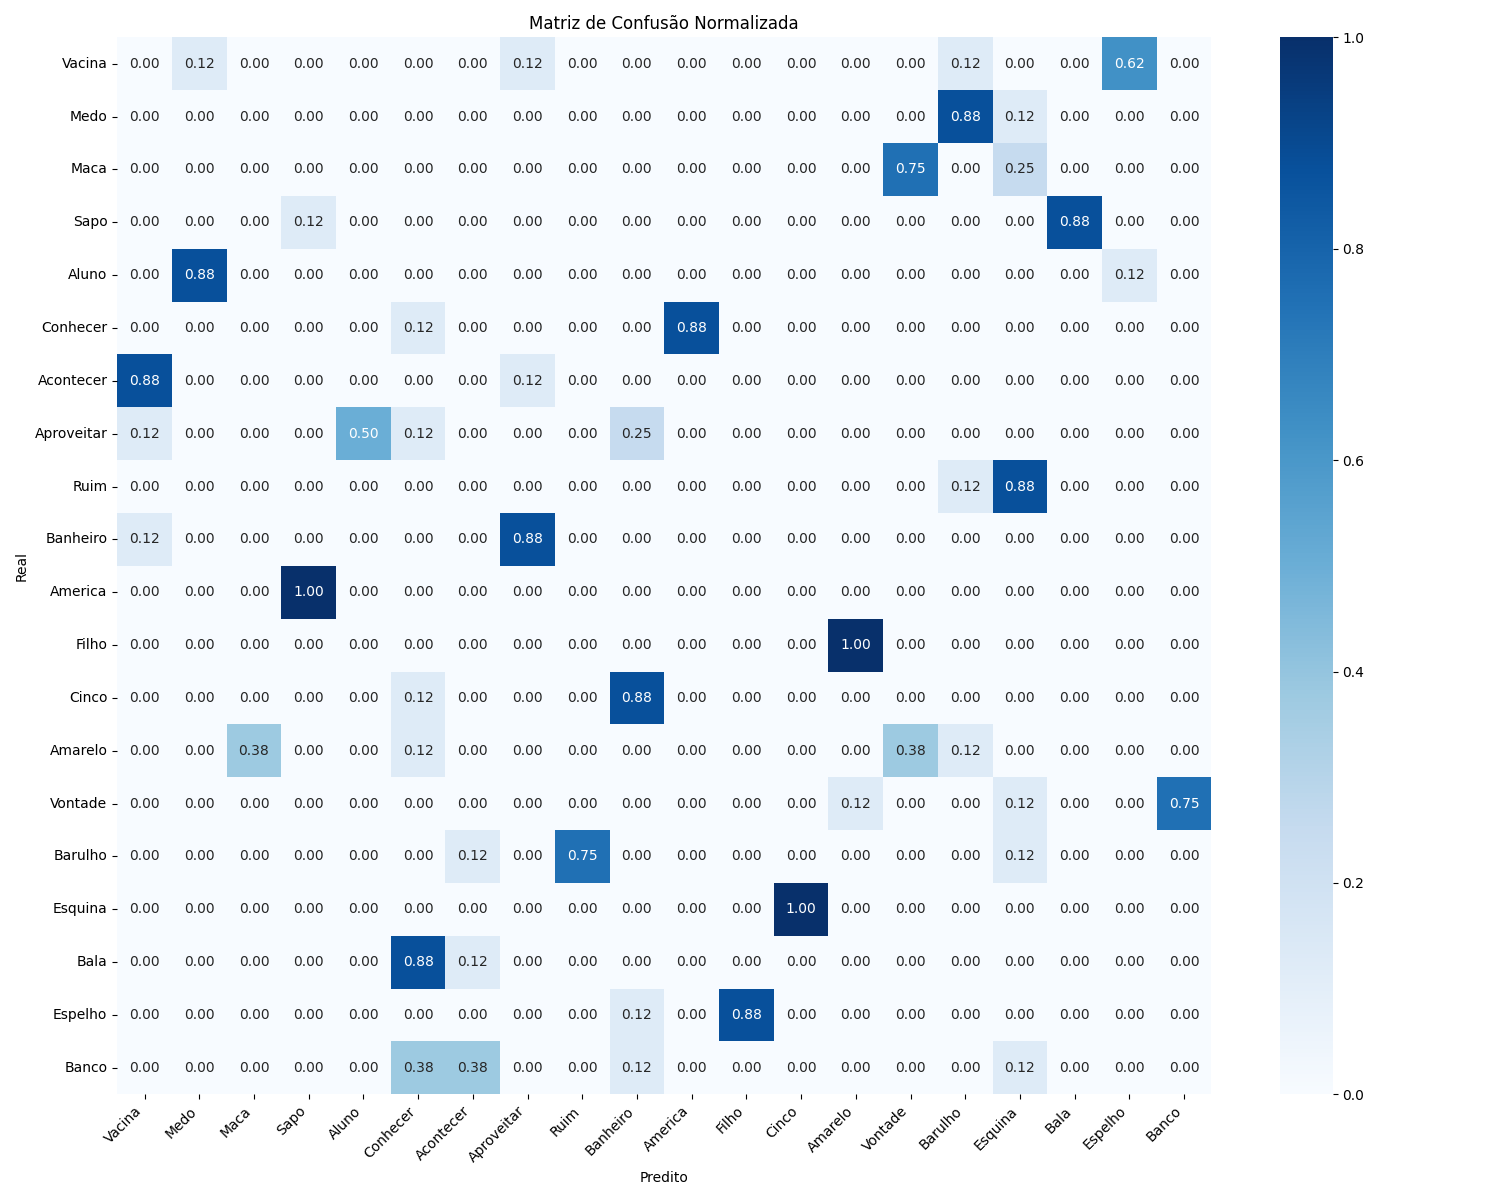 Matriz de Confusão Normalizada
Real
Vacina 0.00 0.12 0.00 0.00 0.00 0.00 0.00 0.12 0.00 0.00 0.00 0.00 0.00 0.00 0.00 0.12 0.00 0.00 0.62 0.00
Medo 0.00 0.00 0.00 0.00 0.00 0.00 0.00 0.00 0.00 0.00 0.00 0.00 0.00 0.00 0.00 0.88 0.12 0.00 0.00 0.00
Maca 0.00 0.00 0.00 0.00 0.00 0.00 0.00 0.00 0.00 0.00 0.00 0.00 0.00 0.00 0.75 0.00 0.25 0.00 0.00 0.00
Sapo 0.00 0.00 0.00 0.12 0.00 0.00 0.00 0.00 0.00 0.00 0.00 0.00 0.00 0.00 0.00 0.00 0.00 0.88 0.00 0.00
Aluno 0.00 0.88 0.00 0.00 0.00 0.00 0.00 0.00 0.00 0.00 0.00 0.00 0.00 0.00 0.00 0.00 0.00 0.00 0.12 0.00
Conhecer 0.00 0.00 0.00 0.00 0.00 0.12 0.00 0.00 0.00 0.00 0.88 0.00 0.00 0.00 0.00 0.00 0.00 0.00 0.00 0.00
Acontecer 0.88 0.00 0.00 0.00 0.00 0.00 0.00 0.12 0.00 0.00 0.00 0.00 0.00 0.00 0.00 0.00 0.00 0.00 0.00 0.00
Aproveitar 0.12 0.00 0.00 0.00 0.50 0.12 0.00 0.00 0.00 0.25 0.00 0.00 0.00 0.00 0.00 0.00 0.00 0.00 0.00 0.00
Ruim 0.00 0.00 0.00 0.00 0.00 0.00 0.00 0.00 0.00 0.00 0.00 0.00 0.00 0.00 0.00 0.12 0.88 0.00 0.00 0.00
Banheiro 0.12 0.00 0.00 0.00 0.00 0.00 0.00 0.88 0.00 0.00 0.00 0.00 0.00 0.00 0.00 0.00 0.00 0.00 0.00 0.00
America 0.00 0.00 0.00 1.00 0.00 0.00 0.00 0.00 0.00 0.00 0.00 0.00 0.00 0.00 0.00 0.00 0.00 0.00 0.00 0.00
Filho 0.00 0.00 0.00 0.00 0.00 0.00 0.00 0.00 0.00 0.00 0.00 0.00 0.00 1.00 0.00 0.00 0.00 0.00 0.00 0.00
Cinco 0.00 0.00 0.00 0.00 0.00 0.12 0.00 0.00 0.00 0.88 0.00 0.00 0.00 0.00 0.00 0.00 0.00 0.00 0.00 0.00
Amarelo 0.00 0.00 0.38 0.00 0.00 0.12 0.00 0.00 0.00 0.00 0.00 0.00 0.00 0.00 0.38 0.12 0.00 0.00 0.00 0.00
Vontade 0.00 0.00 0.00 0.00 0.00 0.00 0.00 0.00 0.00 0.00 0.00 0.00 0.00 0.12 0.00 0.00 0.12 0.00 0.00 0.75
Barulho 0.00 0.00 0.00 0.00 0.00 0.00 0.12 0.00 0.75 0.00 0.00 0.00 0.00 0.00 0.00 0.00 0.12 0.00 0.00 0.00
Esquina 0.00 0.00 0.00 0.00 0.00 0.00 0.00 0.00 0.00 0.00 0.00 0.00 1.00 0.00 0.00 0.00 0.00 0.00 0.00 0.00
Bala 0.00 0.00 0.00 0.00 0.00 0.88 0.12 0.00 0.00 0.00 0.00 0.00 0.00 0.00 0.00 0.00 0.00 0.00 0.00 0.00
Espelho 0.00 0.00 0.00 0.00 0.00 0.00 0.00 0.00 0.00 0.12 0.00 0.88 0.00 0.00 0.00 0.00 0.00 0.00 0.00 0.00
Banco 0.00 0.00 0.00 0.00 0.00 0.38 0.38 0.00 0.00 0.12 0.00 0.00 0.00 0.00 0.00 0.00 0.12 0.00 0.00 0.00
Vacina Medo Maca Sapo Aluno Conhecer Acontecer Aproveitar Ruim Banheiro America Filho Cinco Amarelo Vontade Barulho Esquina Bala Espelho Banco
Predito
1.0
0.8
0.6
0.4
0.2
0.0